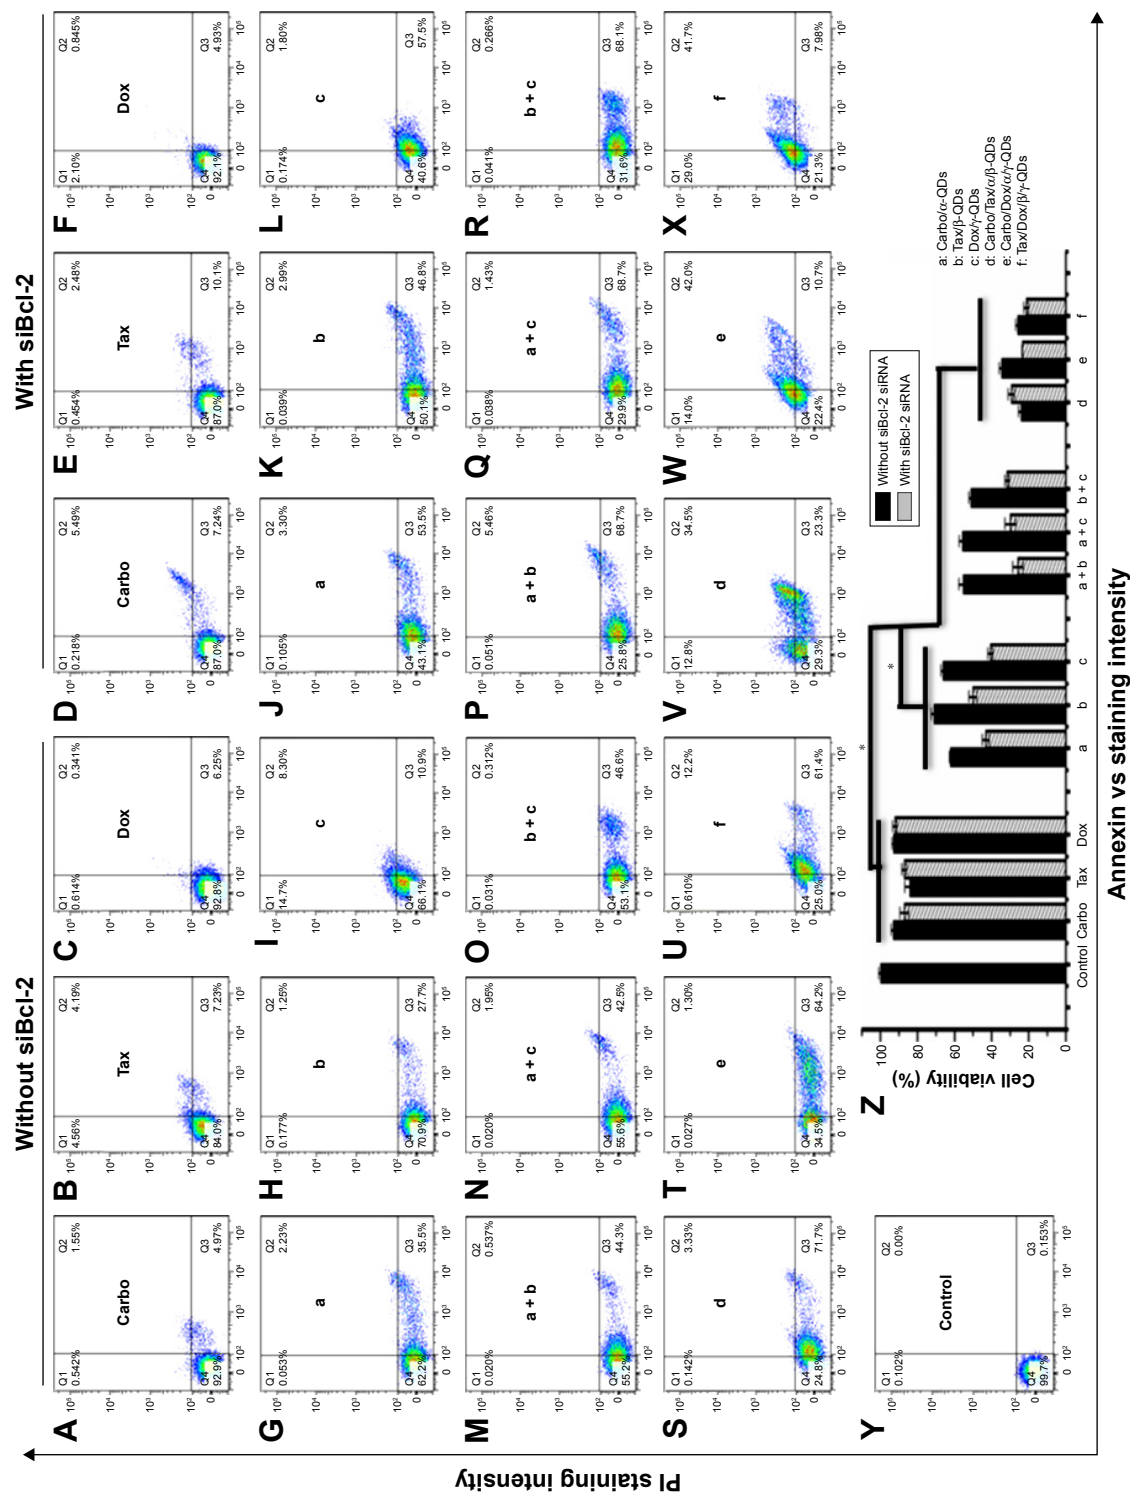 Without siBcl-2
With siBcl-2
A
Carbo
Q1
0.542%
Q2
1.55%
Q3
4.97%
Q4
92.9%
B
Tax
Q1
4.56%
Q2
4.19%
Q3
7.23%
Q4
84.0%
C
Dox
Q1
0.614%
Q2
0.341%
Q3
6.25%
Q4
92.8%
D
Carbo
Q1
0.218%
Q2
5.49%
Q3
7.24%
Q4
87.0%
E
Tax
Q1
0.454%
Q2
2.48%
Q3
10.1%
Q4
87.0%
F
Dox
Q1
2.10%
Q2
0.845%
Q3
4.93%
Q4
92.1%
G
a
Q1
0.053%
Q2
2.23%
Q3
35.5%
Q4
62.2%
H
b
Q1
0.177%
Q2
1.25%
Q3
27.7%
Q4
70.9%
I
c
Q1
14.7%
Q2
8.30%
Q3
10.9%
Q4
66.1%
J
a
Q1
0.105%
Q2
3.30%
Q3
53.5%
Q4
43.1%
K
b
Q1
0.039%
Q2
2.99%
Q3
46.8%
Q4
50.1%
L
c
Q1
0.174%
Q2
1.80%
Q3
57.5%
Q4
40.6%
M
a + b
Q1
0.020%
Q2
0.537%
Q3
44.3%
Q4
55.2%
N
a + c
Q1
0.020%
Q2
1.95%
Q3
42.5%
Q4
55.6%
O
b + c
Q1
0.031%
Q2
0.312%
Q3
46.6%
Q4
53.1%
P
a + b
Q1
0.051%
Q2
5.46%
Q3
68.7%
Q4
25.8%
Q
a + c
Q1
0.038%
Q2
1.43%
Q3
68.7%
Q4
29.9%
R
b + c
Q1
0.041%
Q2
0.266%
Q3
68.1%
Q4
31.6%
S
d
Q1
0.142%
Q2
3.33%
Q3
71.7%
Q4
24.8%
T
e
Q1
0.027%
Q2
1.30%
Q3
64.2%
Q4
34.5%
U
f
Q1
0.610%
Q2
12.2%
Q3
61.4%
Q4
25.0%
V
d
Q1
12.8%
Q2
34.5%
Q3
23.3%
Q4
29.3%
W
e
Q1
14.0%
Q2
42.0%
Q3
10.7%
Q4
22.4%
X
f
Q1
29.0%
Q2
41.7%
Q3
7.98%
Q4
21.3%
Y
Control
Q1
0.102%
Q2
0.00%
Q3
0.153%
Q4
99.7%
Z
Cell viability (%)
100
80
60
40
20
0
Without siBcl-2 siRNA
With siBcl-2 siRNA
*
*
a: Carbo/α-QDs
b: Tax/β-QDs
c: Dox/γ-QDs
d: Carbo/Tax/α/β-QDs
e: Carbo/Dox/α/γ-QDs
f: Tax/Dox/β/γ-QDs
Control Carbo Tax Dox a b c a + b a + c b + c d e f
PI staining intensity
Annexin vs staining intensity